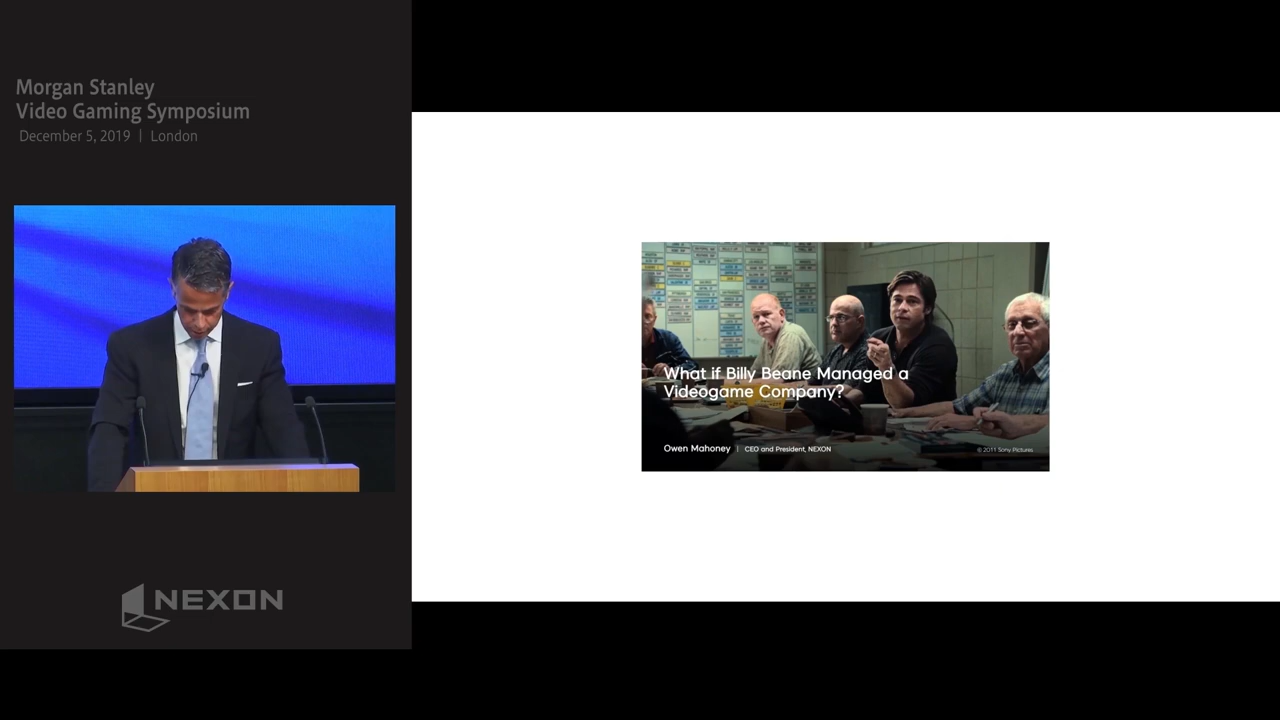 Morgan Stanley
Video Gaming Symposium
December 5, 2019 | London
NEXON
What if Billy Beane Managed a
Videogame Company?
Owen Mahoney | CEO and President, NEXON
© 2011 Sony Pictures